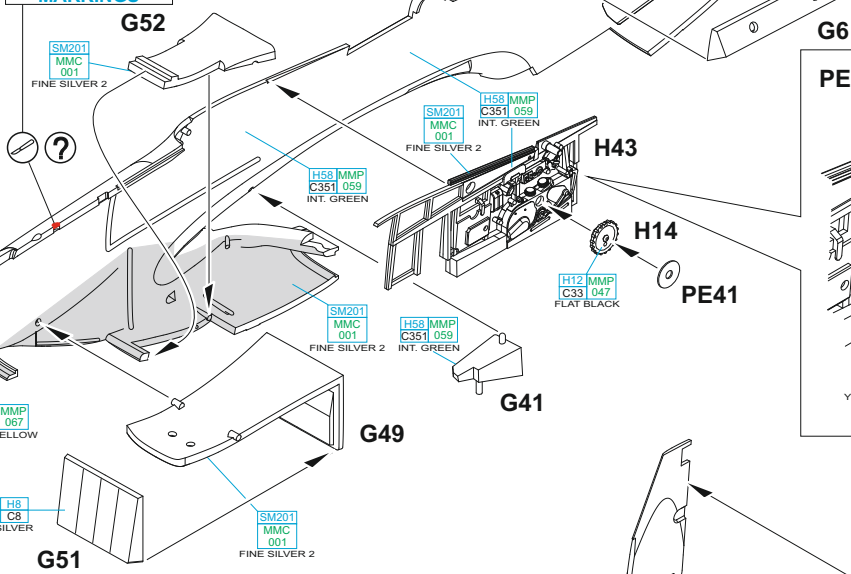 MARKINGS
G52
SM201
MMC
001
FINE SILVER 2
G6
PE
H58 MMP
C351 059
INT. GREEN
SM201
MMC
001
FINE SILVER 2
H43
?
H58 MMP
C351 059
INT. GREEN
H14
H12 MMP
C33 047
FLAT BLACK
PE41
SM201
MMC
001
FINE SILVER 2
H58 MMP
C351 059
INT. GREEN
Y
G41
MMP
067
ELLOW
G49
H8
C8
SILVER
SM201
MMC
001
FINE SILVER 2
G51